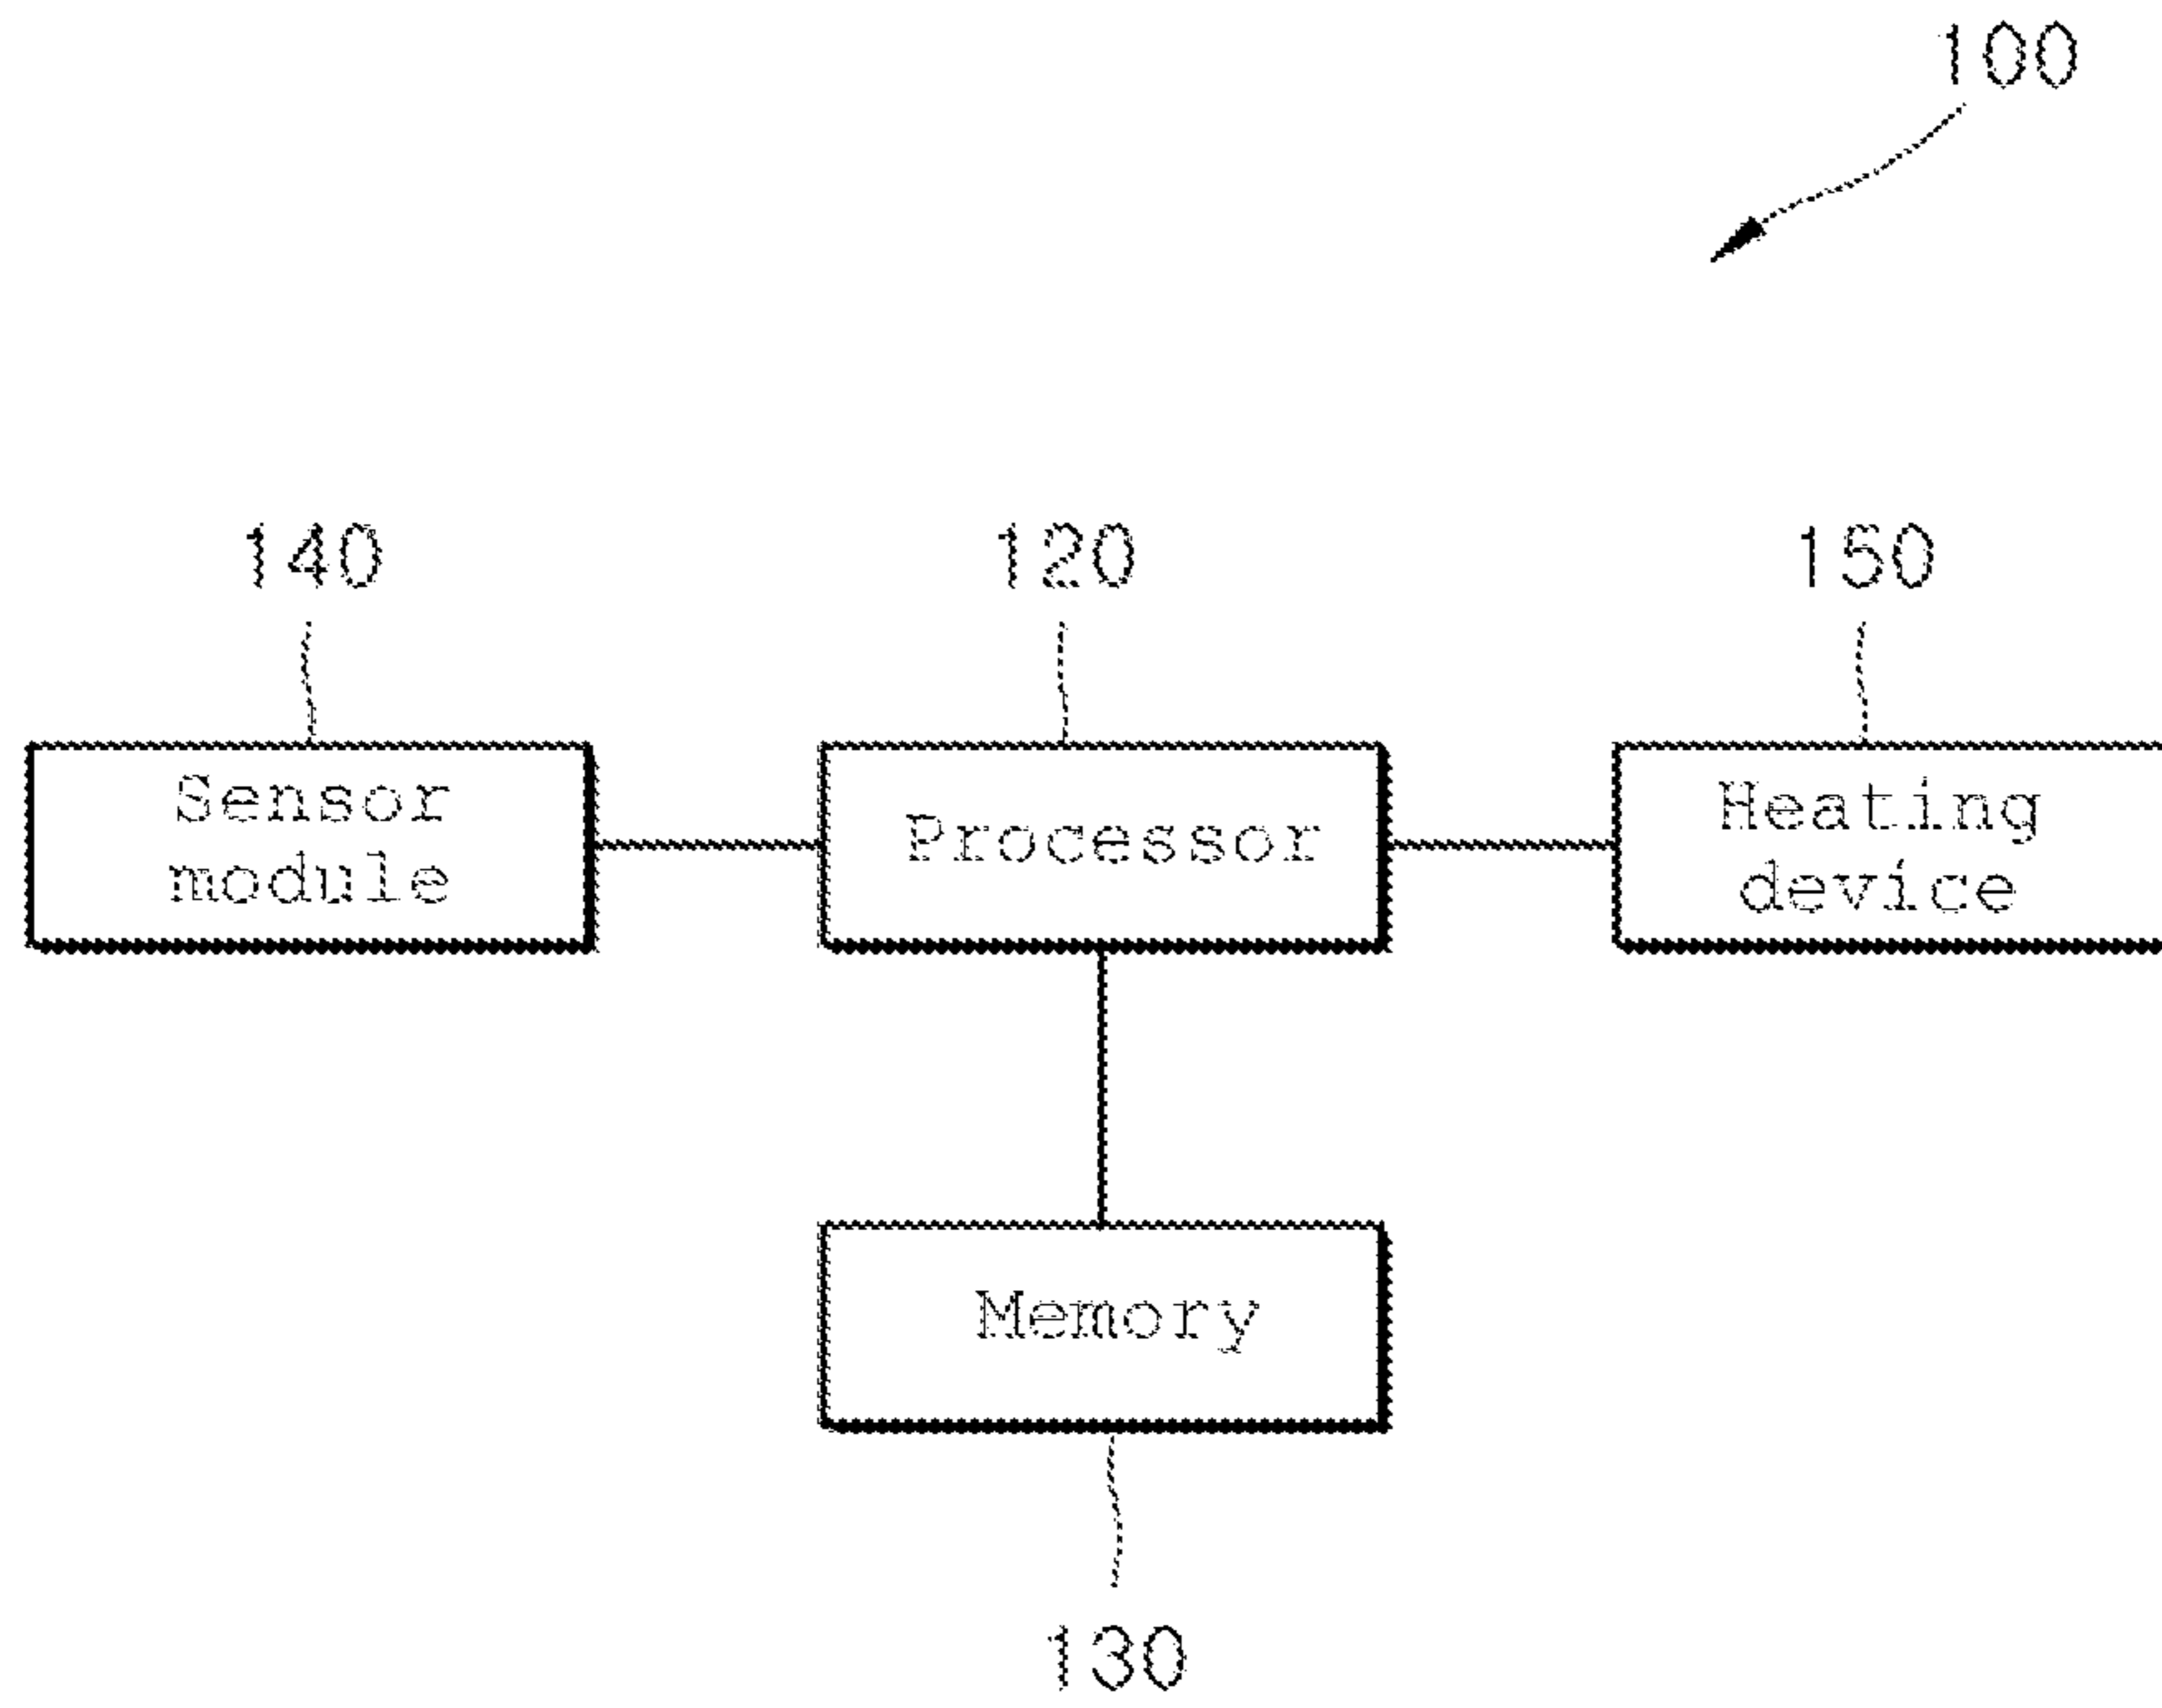 100
140
120
150
Sensor
module
Processor
Heating
device
Memory
130